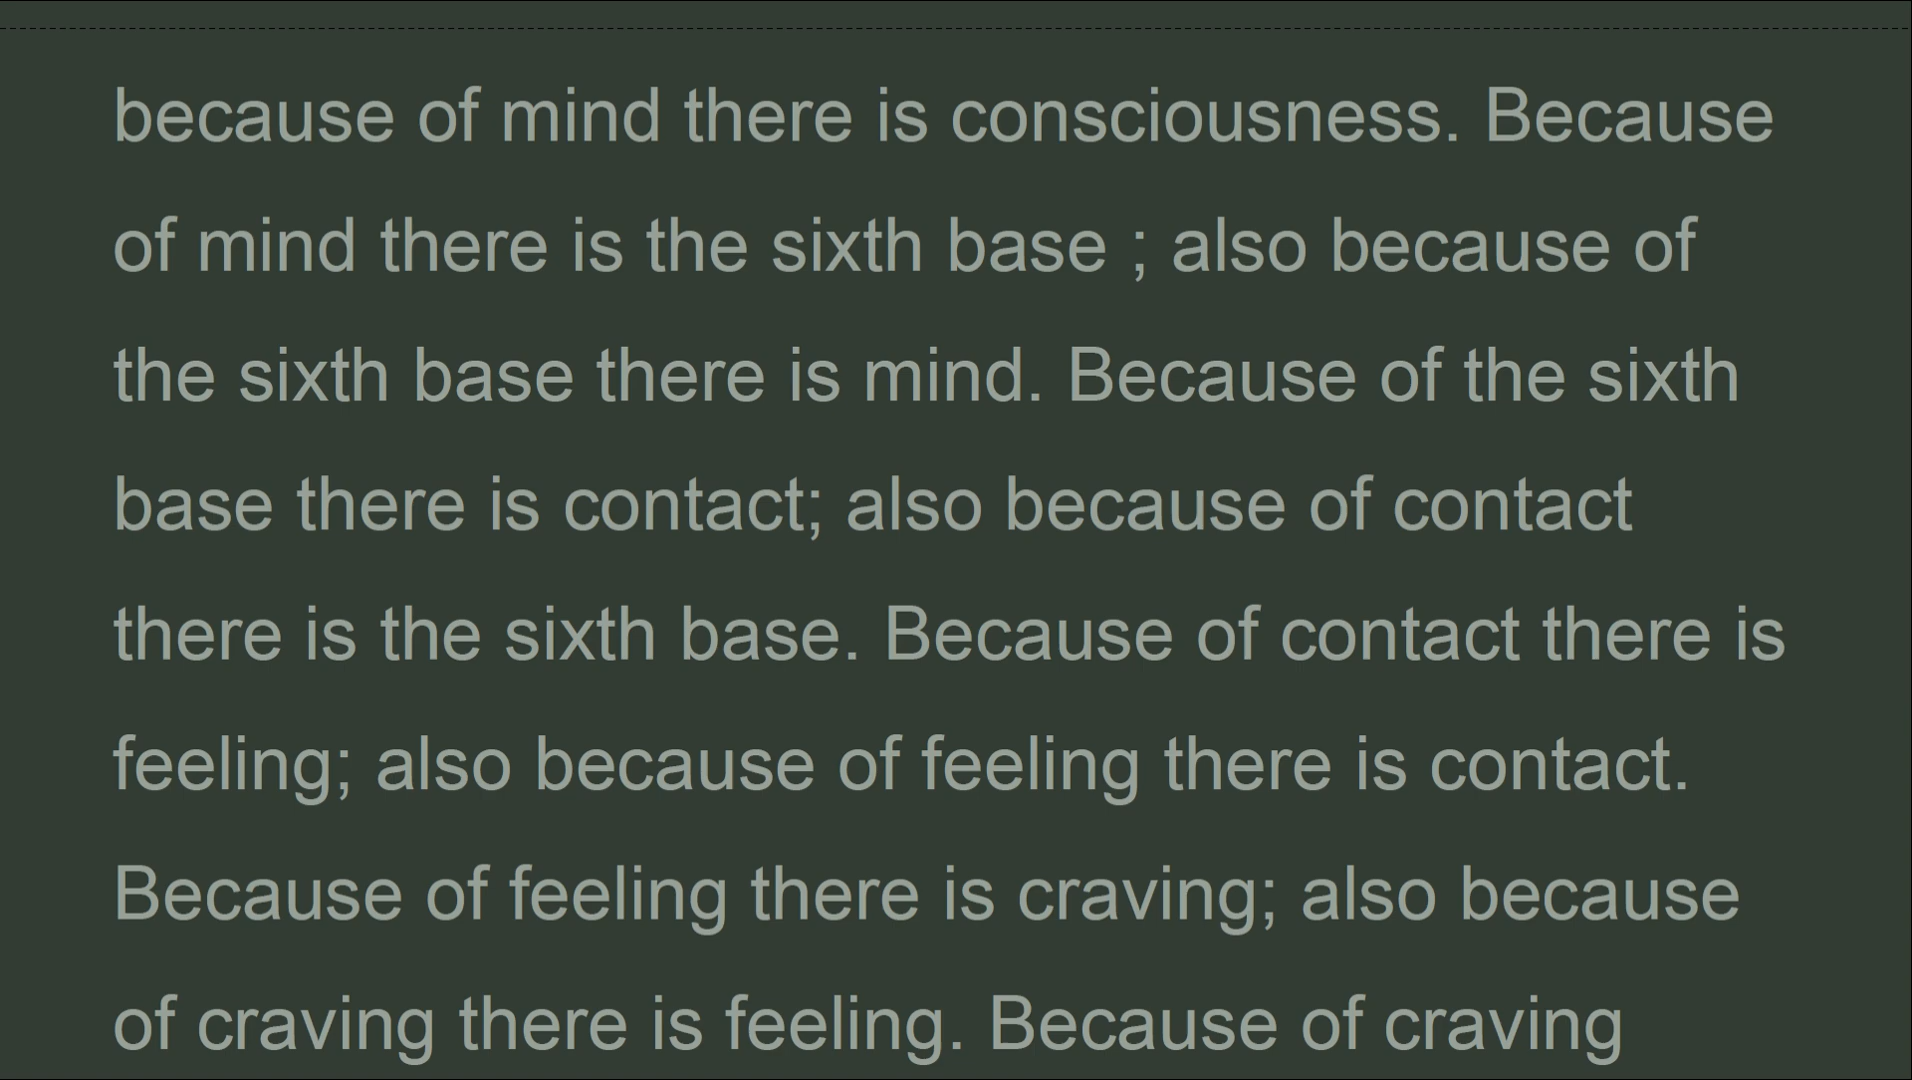 because of mind there is consciousness. Because
of mind there is the sixth base ; also because of
the sixth base there is mind. Because of the sixth
base there is contact; also because of contact
there is the sixth base. Because of contact there is
feeling; also because of feeling there is contact.
Because of feeling there is craving; also because
of craving there is feeling. Because of craving